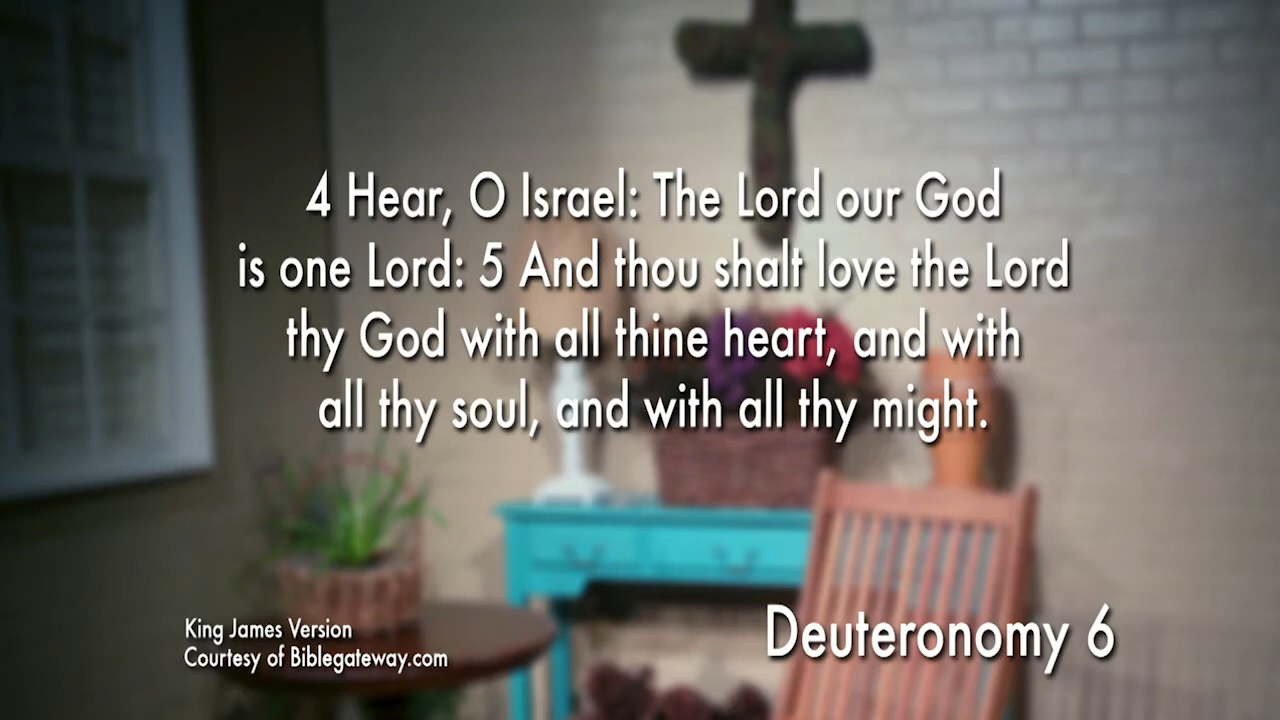 4 Hear, O Israel: The Lord our God
is one Lord: 5 And thou shalt love the Lord
thy God with all thine heart, and with
all thy soul, and with all thy might.
King James Version
Courtesy of Biblegateway.com
Deuteronomy 6